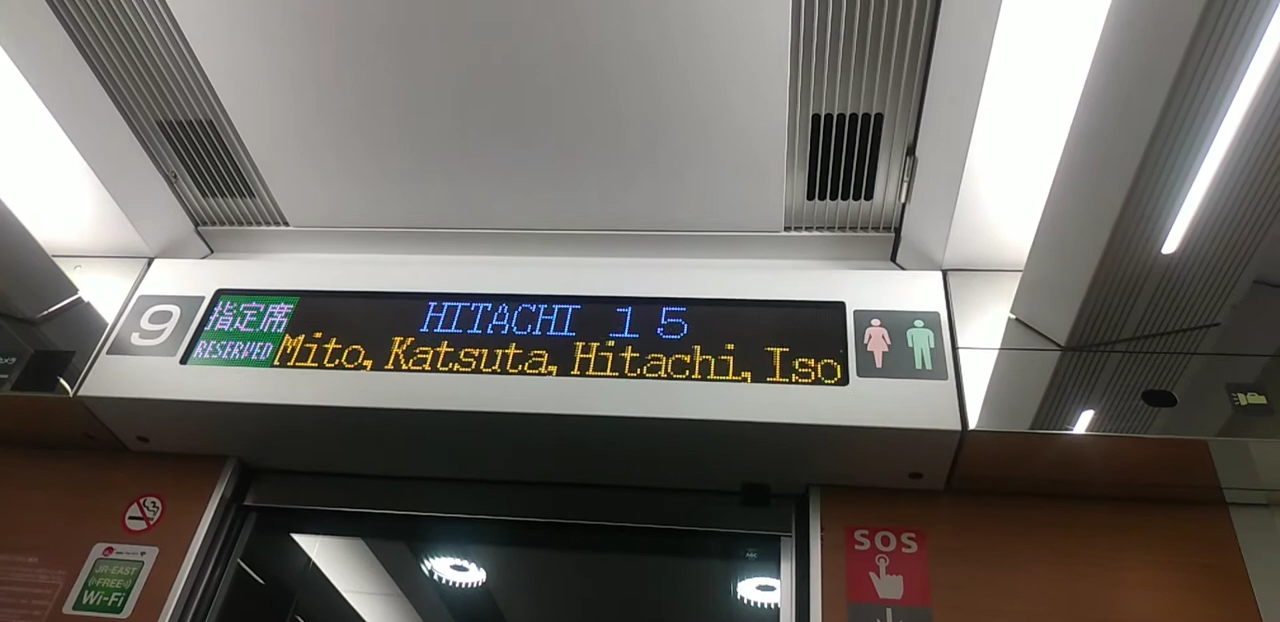 9
指定席
RESERVED
HITACHI 15
Mito, Katsuta, Hitachi, Iso
JR-EAST
FREE
Wi-Fi
SOS